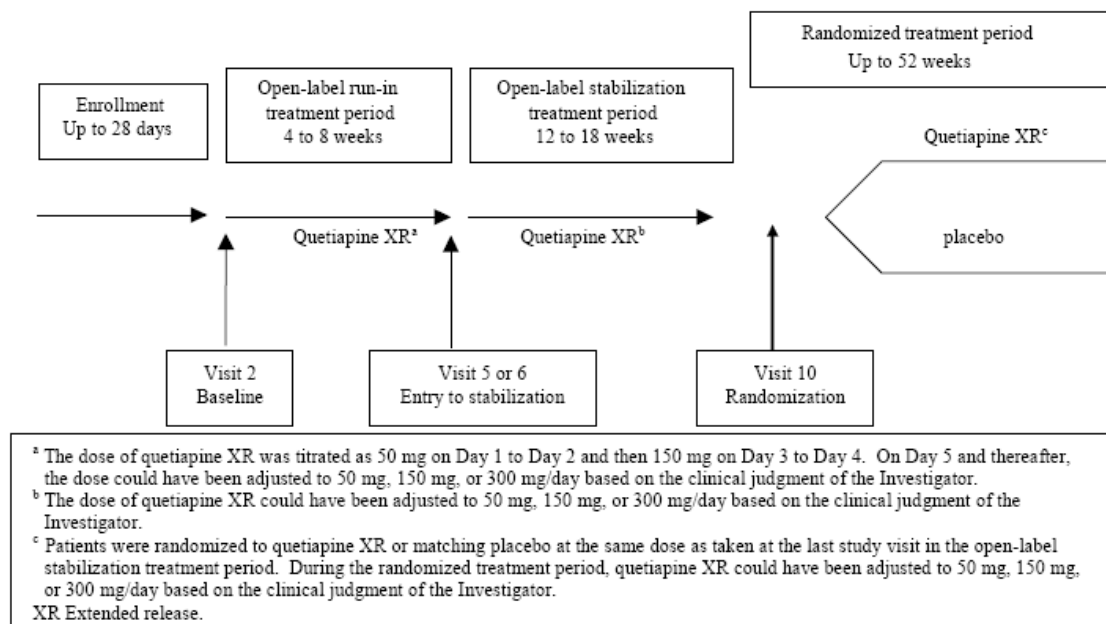 Randomized treatment period
Up to 52 weeks
Enrollment
Up to 28 days
Open-label run-in
treatment period
4 to 8 weeks
Open-label stabilization
treatment period
12 to 18 weeks
Quetiapine XRᶜ
Quetiapine XRᵃ
Quetiapine XRᵇ
placebo
Visit 2
Baseline
Visit 5 or 6
Entry to stabilization
Visit 10
Randomization
ᵃ The dose of quetiapine XR was titrated as 50 mg on Day 1 to Day 2 and then 150 mg on Day 3 to Day 4. On Day 5 and thereafter,
the dose could have been adjusted to 50 mg, 150 mg, or 300 mg/day based on the clinical judgment of the Investigator.
ᵇ The dose of quetiapine XR could have been adjusted to 50 mg, 150 mg, or 300 mg/day based on the clinical judgment of the
Investigator.
ᶜ Patients were randomized to quetiapine XR or matching placebo at the same dose as taken at the last study visit in the open-label
stabilization treatment period. During the randomized treatment period, quetiapine XR could have been adjusted to 50 mg, 150 mg,
or 300 mg/day based on the clinical judgment of the Investigator.
XR Extended release.